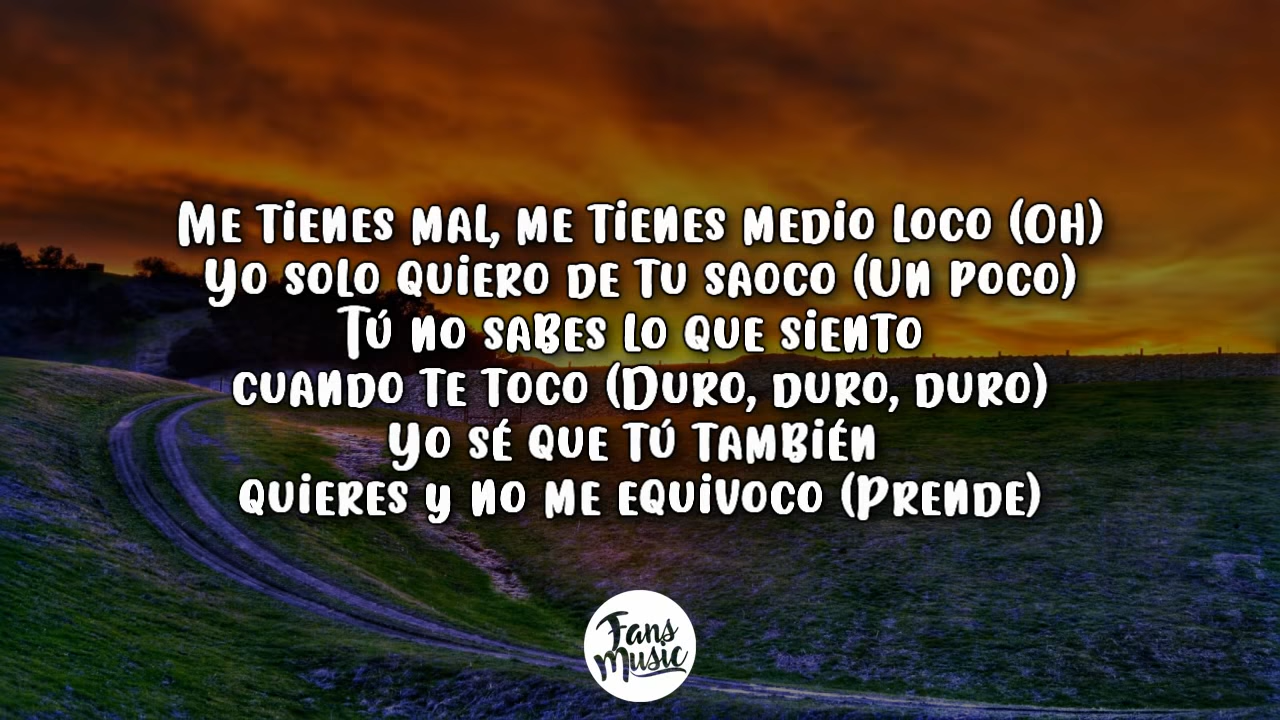 Me tienes mal, me tienes medio loco (Oh)
Yo solo quiero de tu saoco (Un poco)
Tú no sabes lo que siento
cuando te toco (Duro, duro, duro)
Yo sé que tú también
quieres y no me equivoco (Prende)
Fans
Music